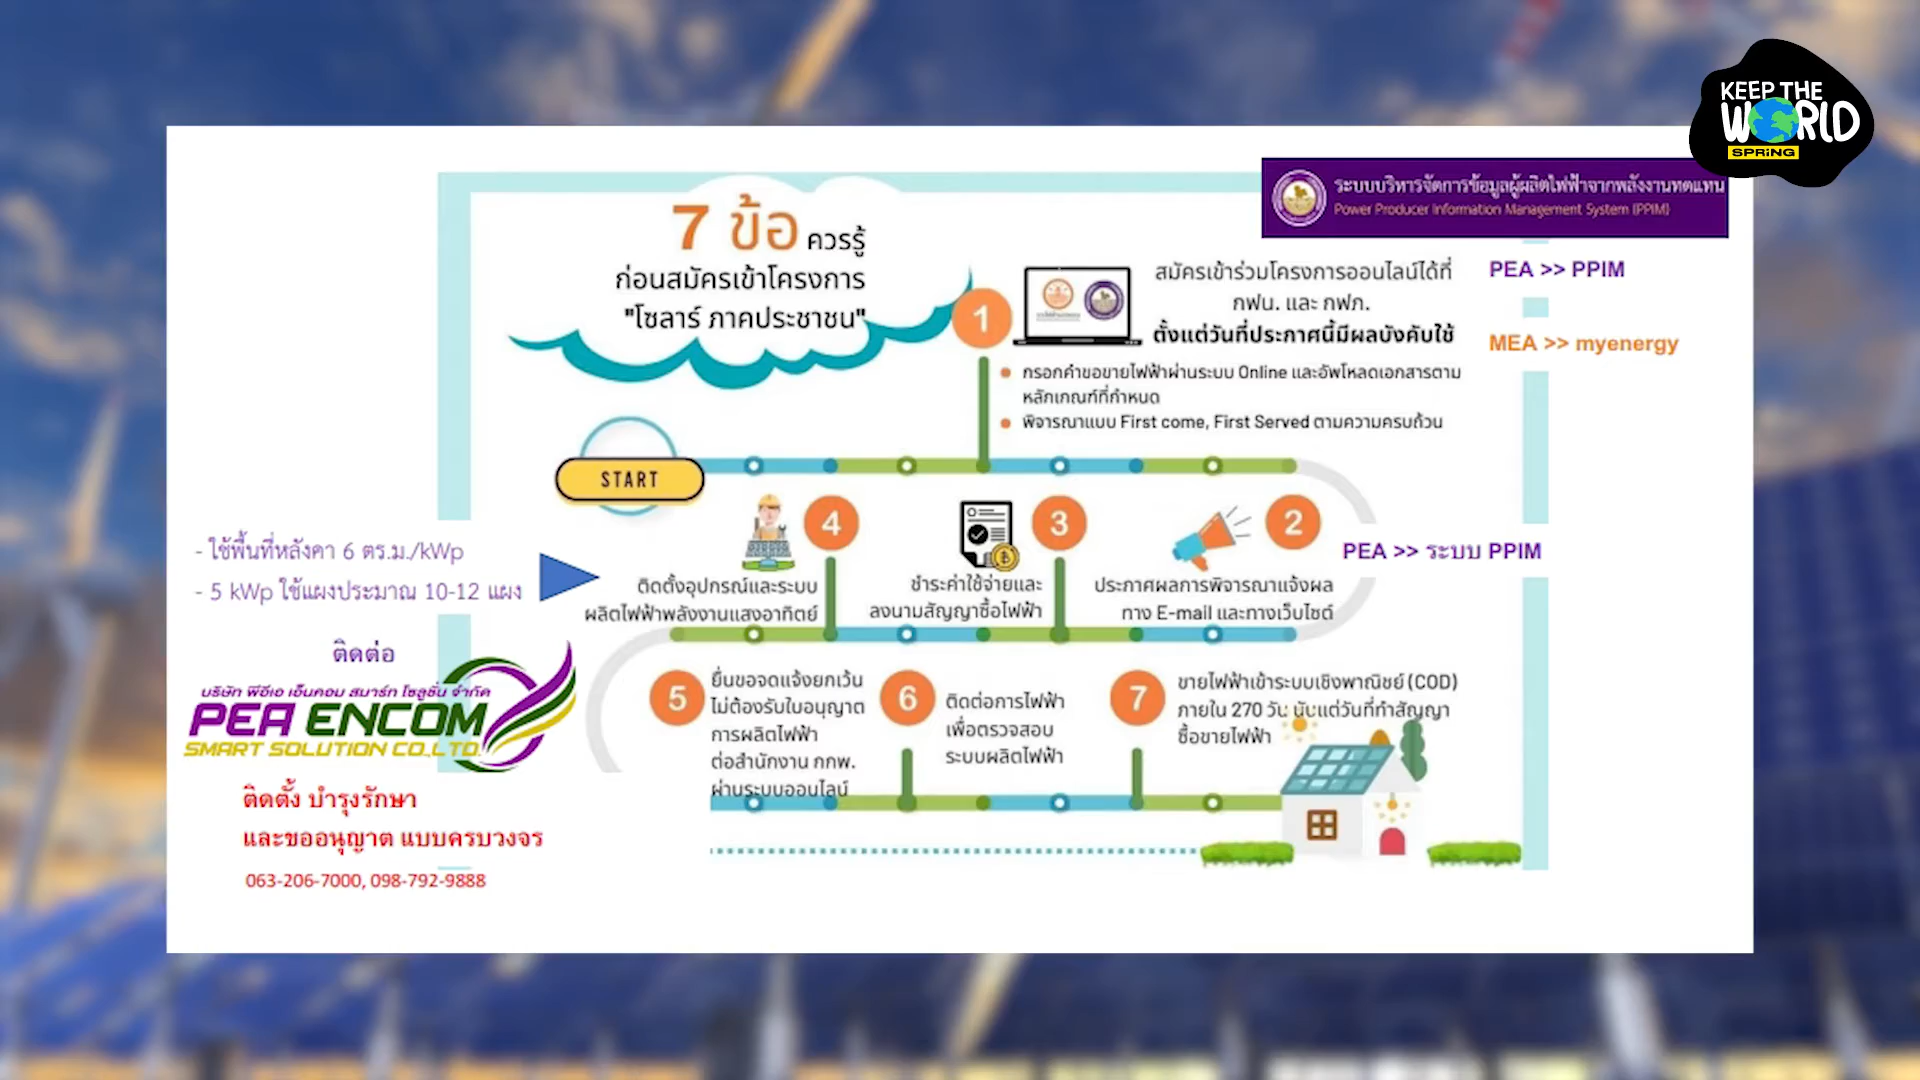 KEEP THE
WORLD
SPRiNG
ระบบบริหารจัดการข้อมูลผู้ผลิตไฟฟ้าจากพลังงานทดแทน
Power Producer Information Management System (PPIM)
7 ข้อ ควรรู้
ก่อนสมัครเข้าโครงการ
"โซลาร์ ภาคประชาชน"
1
สมัครเข้าร่วมโครงการออนไลน์ได้ที่
กฟน. และ กฟภ.
ตั้งแต่วันที่ประกาศนี้มีผลบังคับใช้
PEA >> PPIM
MEA >> myenergy
กรอกคำขอขายไฟฟ้าผ่านระบบ Online และอัพโหลดเอกสารตาม
หลักเกณฑ์ที่กำหนด
พิจารณาแบบ First come, First Served ตามความครบถ้วน
START
2
ประกาศผลการพิจารณาแจ้งผล
ทาง E-mail และทางเว็บไซต์
PEA >> ระบบ PPIM
3
ชำระค่าใช้จ่ายและ
ลงนามสัญญาซื้อไฟฟ้า
4
ติดตั้งอุปกรณ์และระบบ
ผลิตไฟฟ้าพลังงานแสงอาทิตย์
- ใช้พื้นที่หลังคา 6 ตร.ม./kWp
- 5 kWp ใช้แผงประมาณ 10-12 แผง
5
ยื่นขอจดแจ้งยกเว้น
ไม่ต้องรับใบอนุญาต
การผลิตไฟฟ้า
ต่อสำนักงาน กกพ.
ผ่านระบบออนไลน์
6
ติดต่อการไฟฟ้า
เพื่อตรวจสอบ
ระบบผลิตไฟฟ้า
7
ขายไฟฟ้าเข้าระบบเชิงพาณิชย์ (COD)
ภายใน 270 วัน นับแต่วันที่ทำสัญญา
ซื้อขายไฟฟ้า
ติดต่อ
บริษัท พีอีเอ เอ็นคอม สมาร์ท โซลูชั่น จำกัด
PEA ENCOM
SMART SOLUTION CO.,LTD.
ติดตั้ง บำรุงรักษา
และขออนุญาต แบบครบวงจร
063-206-7000, 098-792-9888